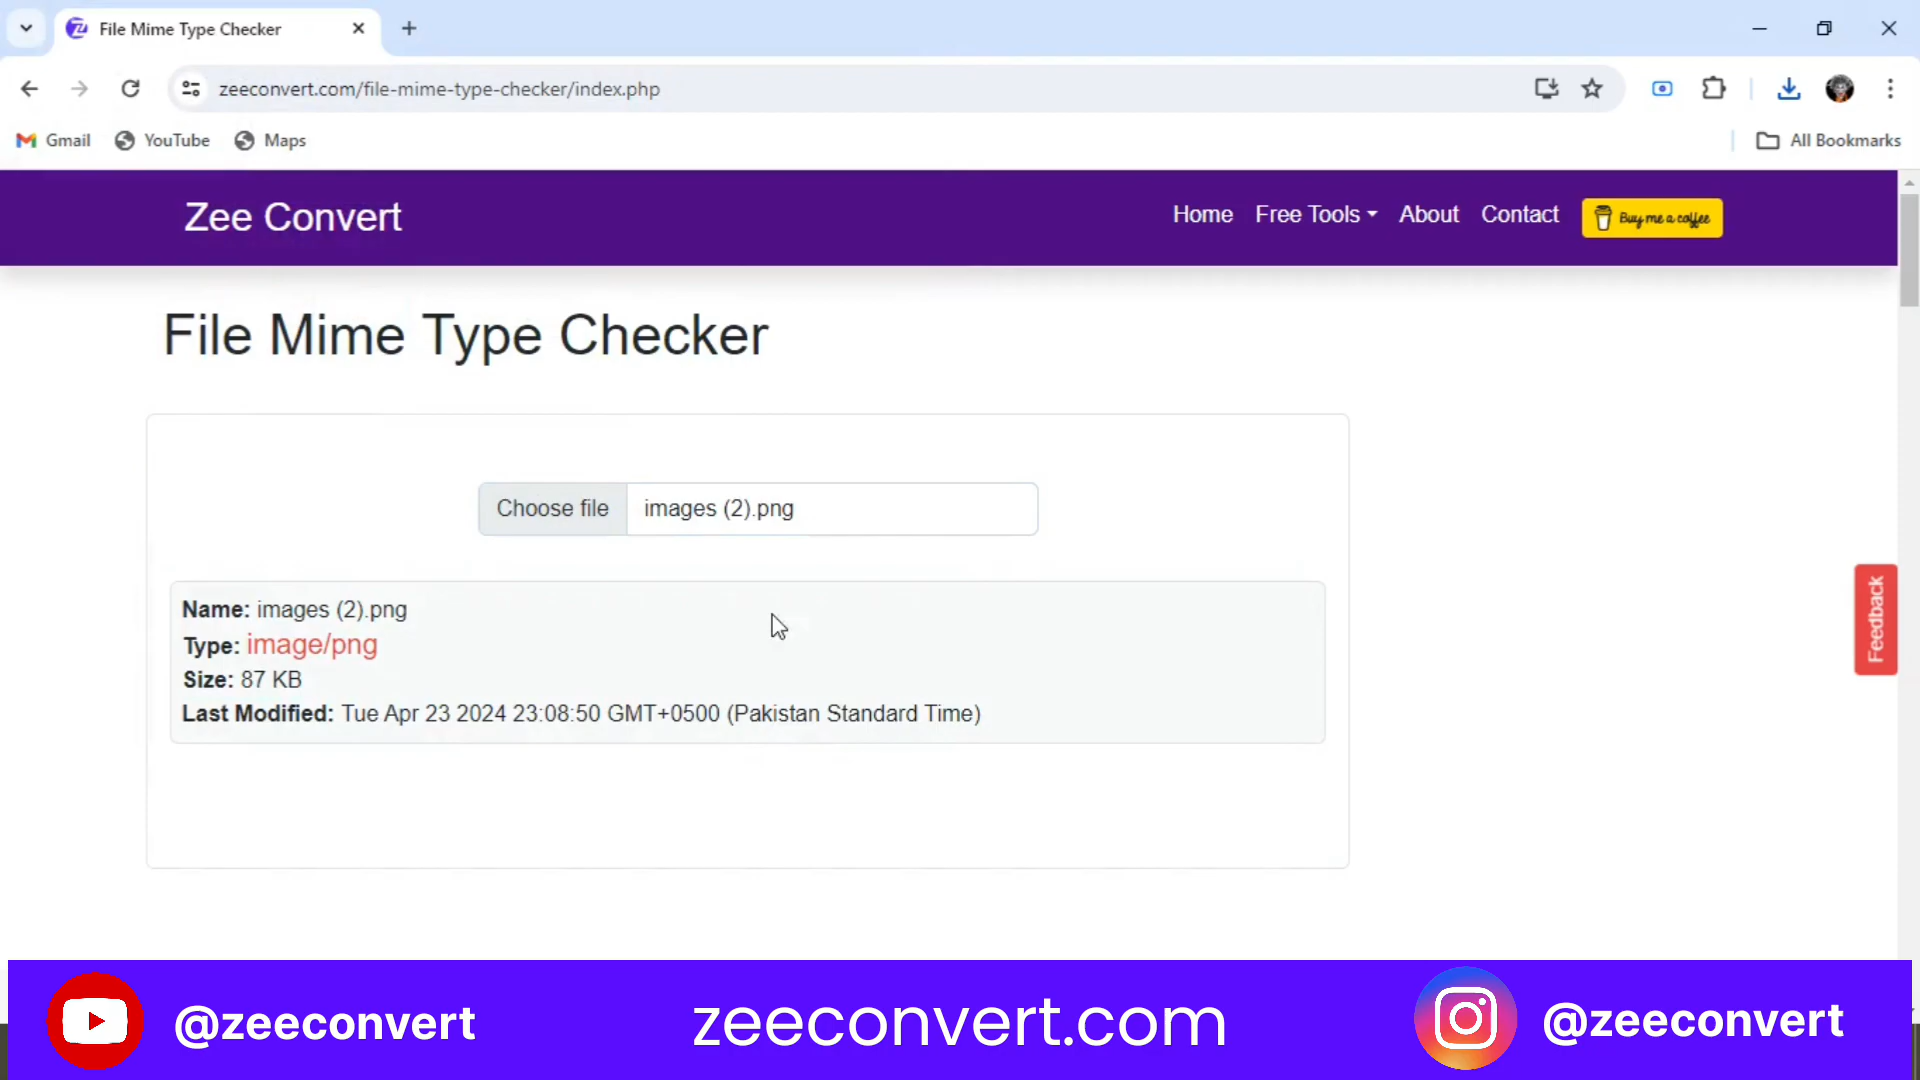 File Mime Type Checker
zeeconvert.com/file-mime-type-checker/index.php
Gmail YouTube Maps All Bookmarks
Zee Convert Home Free Tools About Contact Buy me a coffee
File Mime Type Checker
Choose file images (2).png
Name: images (2).png
Type: image/png
Size: 87 KB
Last Modified: Tue Apr 23 2024 23:08:50 GMT+0500 (Pakistan Standard Time)
Feedback
@zeeconvert zeeconvert.com @zeeconvert